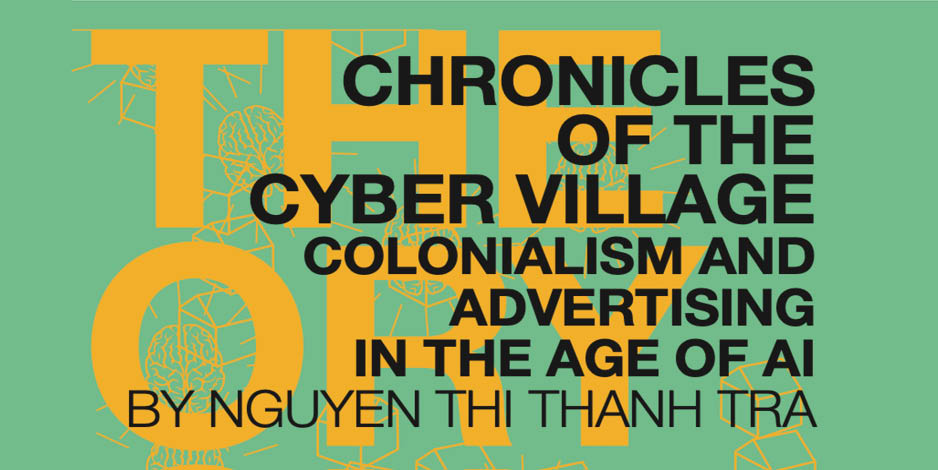 THE
ORY
CHRONICLES
OF THE
CYBER VILLAGE
COLONIALISM AND
ADVERTISING
IN THE AGE OF AI
BY NGUYEN THI THANH TRA